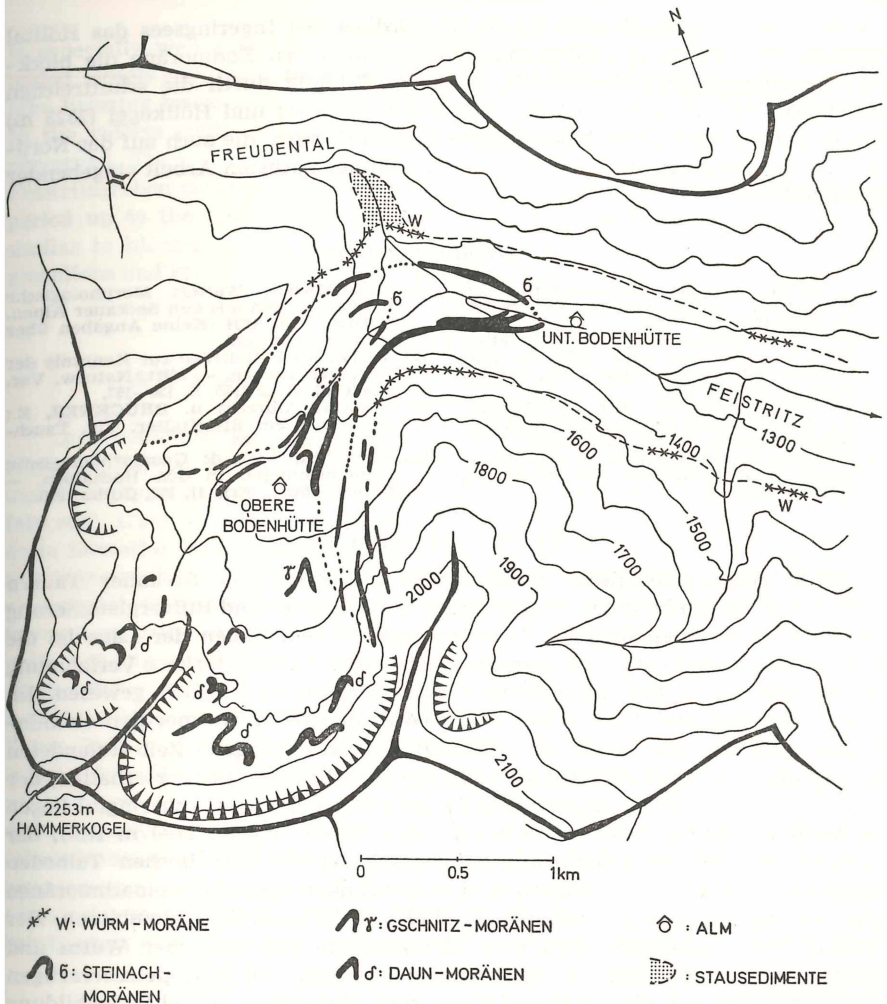 N
FREUDENTAL
W
б
б
UNT. BODENHÜTTE
FEISTRITZ
γ
1400
1300
1600
1800
OBERE
BODENHÜTTE
1500
W
1700
γ
2000
1900
δ
δ
δ
δ
δ
2100
2253m
HAMMERKOGEL
0 0.5 1km
W: WÜRM-MORÄNE
γ: GSCHNITZ-MORÄNEN
: ALM
б: STEINACH-
MORÄNEN
δ: DAUN-MORÄNEN
: STAUSEDIMENTE